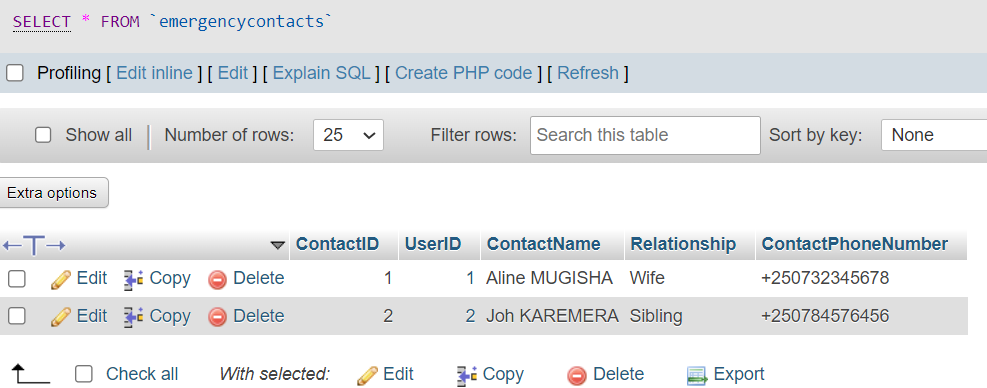 SELECT * FROM `emergencycontacts`
Profiling [ Edit inline ] [ Edit ] [ Explain SQL ] [ Create PHP code ] [ Refresh ]
Show all Number of rows: 25 Filter rows: Search this table Sort by key: None
Extra options
ContactID UserID ContactName Relationship ContactPhoneNumber
Edit Copy Delete 1 1 Aline MUGISHA Wife +250732345678
Edit Copy Delete 2 2 Joh KAREMERA Sibling +250784576456
Check all With selected: Edit Copy Delete Export